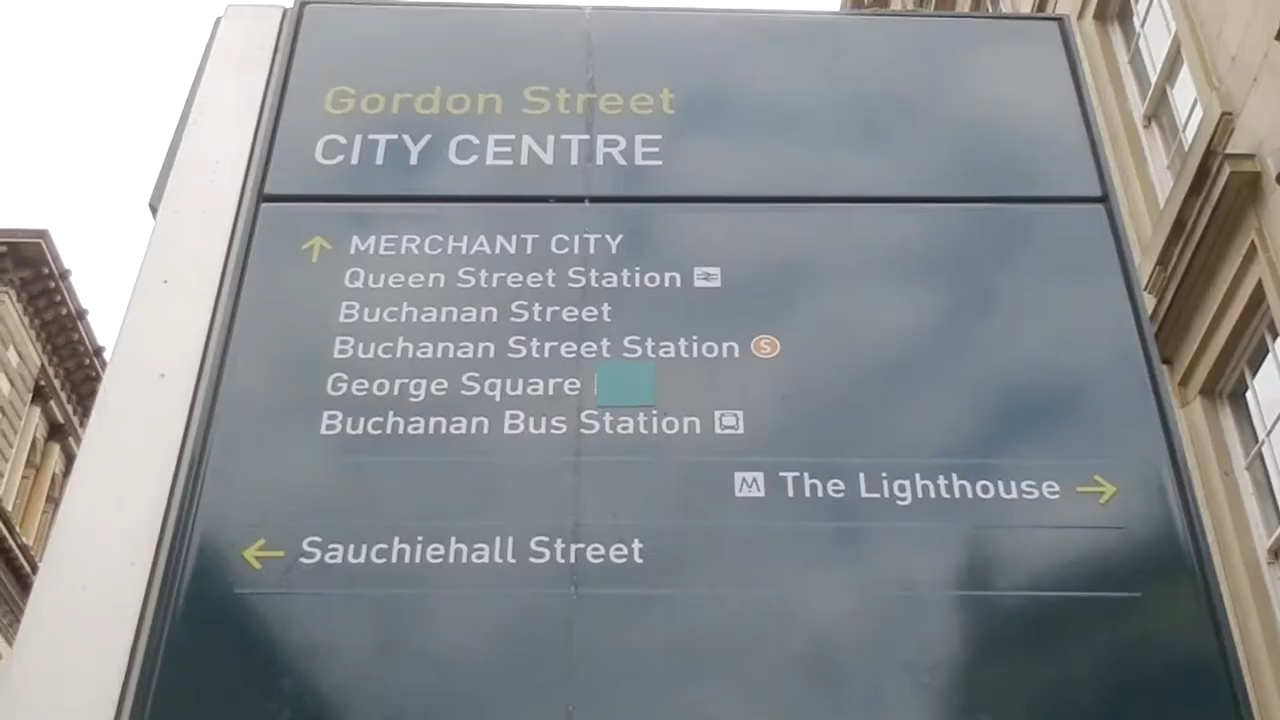 Gordon Street
CITY CENTRE
MERCHANT CITY
Queen Street Station
Buchanan Street
Buchanan Street Station S
George Square
Buchanan Bus Station
M The Lighthouse
Sauchiehall Street